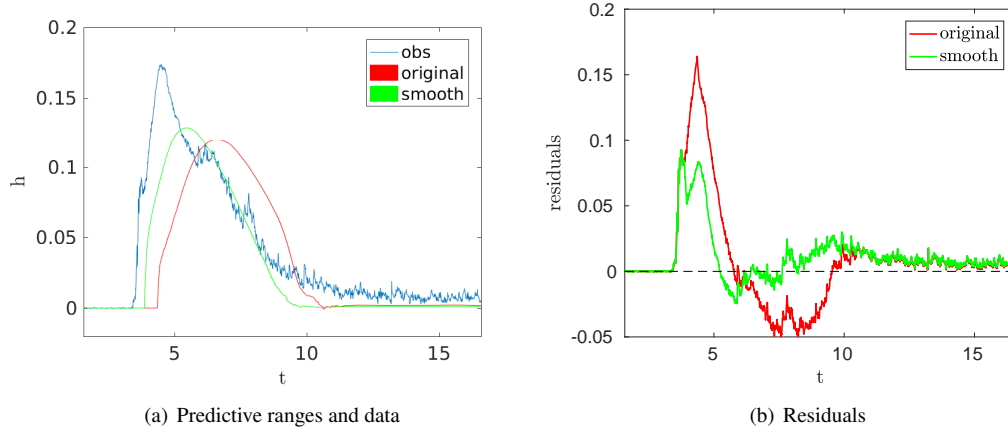 0.2
0.15
0.1
0.05
0
5
10
15
h
t
obs
original
smooth
(a) Predictive ranges and data
0.2
0.15
0.1
0.05
0
-0.05
5
10
15
residuals
t
original
smooth
(b) Residuals